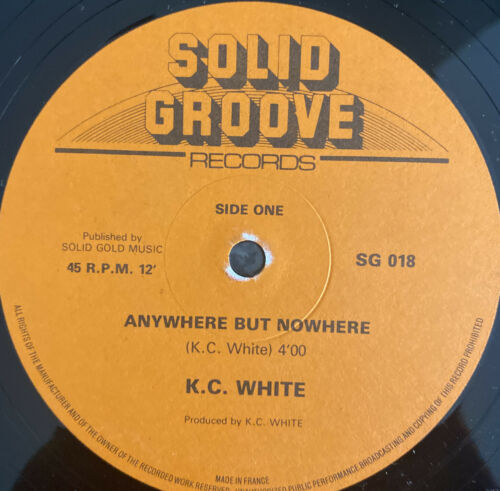 SOLID
GROOVE
RECORDS
SIDE ONE
Published by
SOLID GOLD MUSIC
45 R.P.M. 12'
SG 018
ANYWHERE BUT NOWHERE
(K.C. White) 4'00
K.C. WHITE
Produced by K.C. WHITE
ALL RIGHTS OF THE MANUFACTURER AND OF THE OWNER OF THE RECORDED WORK RESERVED PUBLIC PERFORMANCE BROADCASTING AND COPYING OF THIS RECORD PROHIBITED
MADE IN FRANCE